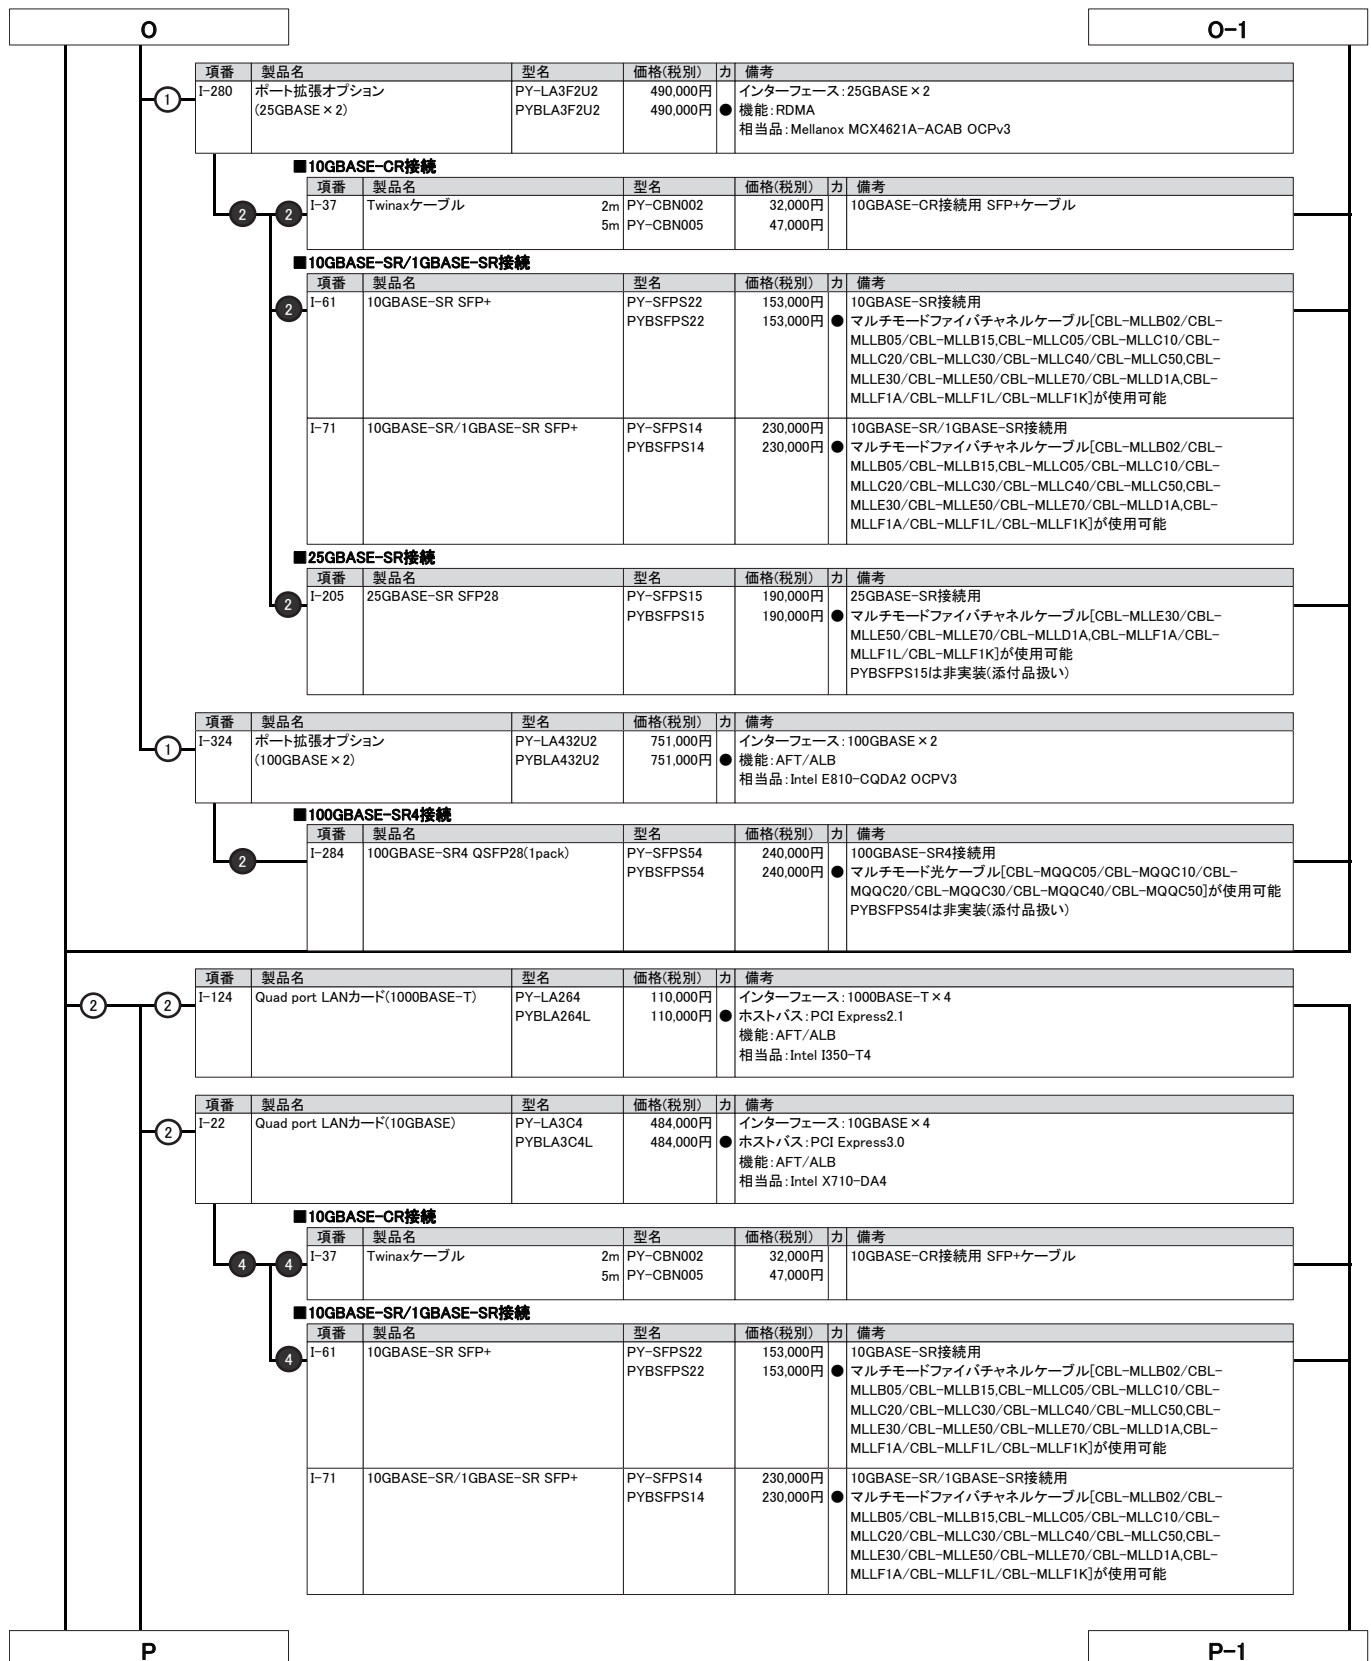 O
O-1
項番 製品名 型名 価格(税別) カ 備考
1 I-280 ポート拡張オプション PY-LA3F2U2 490,000円 インターフェース:25GBASE×2
(25GBASE×2) PYBLA3F2U2 490,000円 ● 機能:RDMA
相当品:Mellanox MCX4621A-ACAB OCPv3
■10GBASE-CR接続
項番 製品名 型名 価格(税別) カ 備考
2 2 I-37 Twinaxケーブル 2m PY-CBN002 32,000円 10GBASE-CR接続用 SFP+ケーブル
5m PY-CBN005 47,000円
■10GBASE-SR/1GBASE-SR接続
項番 製品名 型名 価格(税別) カ 備考
2 I-61 10GBASE-SR SFP+ PY-SFPS22 153,000円 10GBASE-SR接続用
PYBSFPS22 153,000円 ● マルチモードファイバチャネルケーブル[CBL-MLLB02/CBL-
MLLB05/CBL-MLLB15,CBL-MLLC05/CBL-MLLC10/CBL-
MLLC20/CBL-MLLC30/CBL-MLLC40/CBL-MLLC50,CBL-
MLLE30/CBL-MLLE50/CBL-MLLE70/CBL-MLLD1A,CBL-
MLLF1A/CBL-MLLF1L/CBL-MLLF1K]が使用可能
I-71 10GBASE-SR/1GBASE-SR SFP+ PY-SFPS14 230,000円 10GBASE-SR/1GBASE-SR接続用
PYBSFPS14 230,000円 ● マルチモードファイバチャネルケーブル[CBL-MLLB02/CBL-
MLLB05/CBL-MLLB15,CBL-MLLC05/CBL-MLLC10/CBL-
MLLC20/CBL-MLLC30/CBL-MLLC40/CBL-MLLC50,CBL-
MLLE30/CBL-MLLE50/CBL-MLLE70/CBL-MLLD1A,CBL-
MLLF1A/CBL-MLLF1L/CBL-MLLF1K]が使用可能
■25GBASE-SR接続
項番 製品名 型名 価格(税別) カ 備考
2 I-205 25GBASE-SR SFP28 PY-SFPS15 190,000円 25GBASE-SR接続用
PYBSFPS15 190,000円 ● マルチモードファイバチャネルケーブル[CBL-MLLE30/CBL-
MLLE50/CBL-MLLE70/CBL-MLLD1A,CBL-MLLF1A/CBL-
MLLF1L/CBL-MLLF1K]が使用可能
PYBSFPS15は非実装(添付品扱い)
項番 製品名 型名 価格(税別) カ 備考
1 I-324 ポート拡張オプション PY-LA432U2 751,000円 インターフェース:100GBASE×2
(100GBASE×2) PYBLA432U2 751,000円 ● 機能:AFT/ALB
相当品:Intel E810-CQDA2 OCPV3
■100GBASE-SR4接続
項番 製品名 型名 価格(税別) カ 備考
2 I-284 100GBASE-SR4 QSFP28(1pack) PY-SFPS54 240,000円 100GBASE-SR4接続用
PYBSFPS54 240,000円 ● マルチモード光ケーブル[CBL-MQQC05/CBL-MQQC10/CBL-
MQQC20/CBL-MQQC30/CBL-MQQC40/CBL-MQQC50]が使用可能
PYBSFPS54は非実装(添付品扱い)
項番 製品名 型名 価格(税別) カ 備考
2 2 I-124 Quad port LANカード(1000BASE-T) PY-LA264 110,000円 インターフェース:1000BASE-T×4
PYBLA264L 110,000円 ● ホストバス:PCI Express2.1
機能:AFT/ALB
相当品:Intel I350-T4
項番 製品名 型名 価格(税別) カ 備考
2 I-22 Quad port LANカード(10GBASE) PY-LA3C4 484,000円 インターフェース:10GBASE×4
PYBLA3C4L 484,000円 ● ホストバス:PCI Express3.0
機能:AFT/ALB
相当品:Intel X710-DA4
■10GBASE-CR接続
項番 製品名 型名 価格(税別) カ 備考
4 4 I-37 Twinaxケーブル 2m PY-CBN002 32,000円 10GBASE-CR接続用 SFP+ケーブル
5m PY-CBN005 47,000円
■10GBASE-SR/1GBASE-SR接続
項番 製品名 型名 価格(税別) カ 備考
4 I-61 10GBASE-SR SFP+ PY-SFPS22 153,000円 10GBASE-SR接続用
PYBSFPS22 153,000円 ● マルチモードファイバチャネルケーブル[CBL-MLLB02/CBL-
MLLB05/CBL-MLLB15,CBL-MLLC05/CBL-MLLC10/CBL-
MLLC20/CBL-MLLC30/CBL-MLLC40/CBL-MLLC50,CBL-
MLLE30/CBL-MLLE50/CBL-MLLE70/CBL-MLLD1A,CBL-
MLLF1A/CBL-MLLF1L/CBL-MLLF1K]が使用可能
I-71 10GBASE-SR/1GBASE-SR SFP+ PY-SFPS14 230,000円 10GBASE-SR/1GBASE-SR接続用
PYBSFPS14 230,000円 ● マルチモードファイバチャネルケーブル[CBL-MLLB02/CBL-
MLLB05/CBL-MLLB15,CBL-MLLC05/CBL-MLLC10/CBL-
MLLC20/CBL-MLLC30/CBL-MLLC40/CBL-MLLC50,CBL-
MLLE30/CBL-MLLE50/CBL-MLLE70/CBL-MLLD1A,CBL-
MLLF1A/CBL-MLLF1L/CBL-MLLF1K]が使用可能
P
P-1